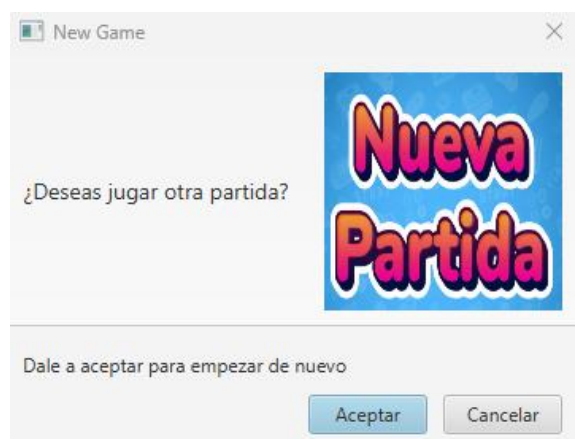 New Game
¿Deseas jugar otra partida?
Nueva
Partida
Dale a aceptar para empezar de nuevo
Aceptar
Cancelar